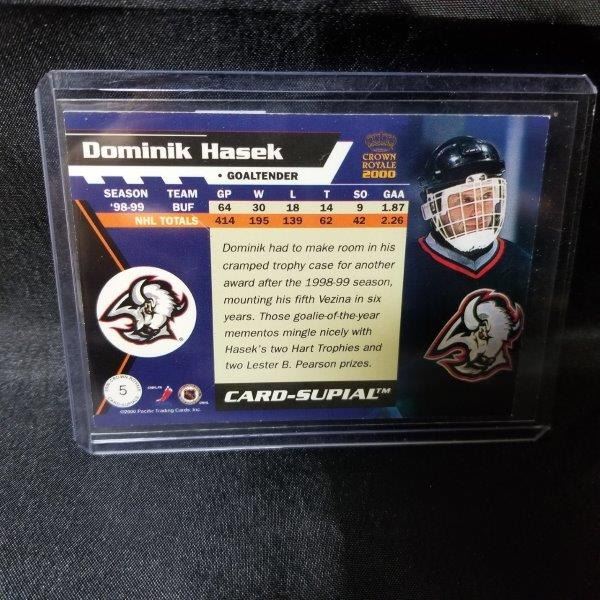 Dominik Hasek
CROWN
ROYALE
2000
• GOALTENDER
SEASON TEAM GP W L T SO GAA
'98-99 BUF 64 30 18 14 9 1.87
NHL TOTALS 414 195 139 62 42 2.26
Dominik had to make room in his
cramped trophy case for another
award after the 1998-99 season,
mounting his fifth Vezina in six
years. Those goalie-of-the-year
mementos mingle nicely with
Hasek's two Hart Trophies and
two Lester B. Pearson prizes.
5
CARD-SUPIAL™
©2000 Pacific Trading Cards, Inc.